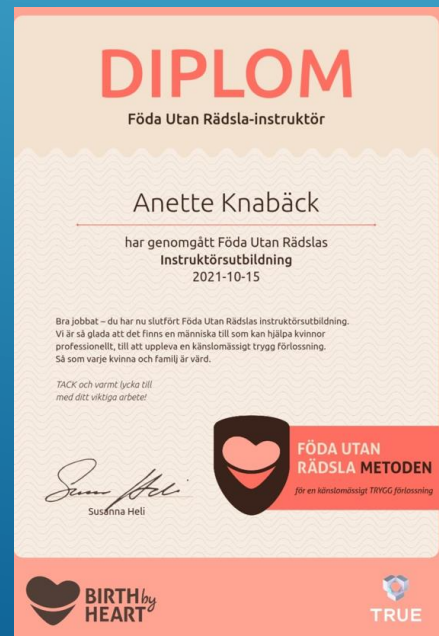 DIPLOM
Föda Utan Rädsla-instruktör
Anette Knabäck
har genomgått Föda Utan Rädslas
Instruktörsutbildning
2021-10-15
Bra jobbat – du har nu slutfört Föda Utan Rädslas instruktörsutbildning.
Vi är så glada att det finns en människa till som kan hjälpa kvinnor
professionellt, till att uppleva en känslomässigt trygg förlossning.
Så som varje kvinna och familj är värd.
TACK och varmt lycka till
med ditt viktiga arbete!
Susanna Heli
FÖDA UTAN
RÄDSLA METODEN
för en känslomässigt TRYGG förlossning
BIRTH by
HEART
TRUE